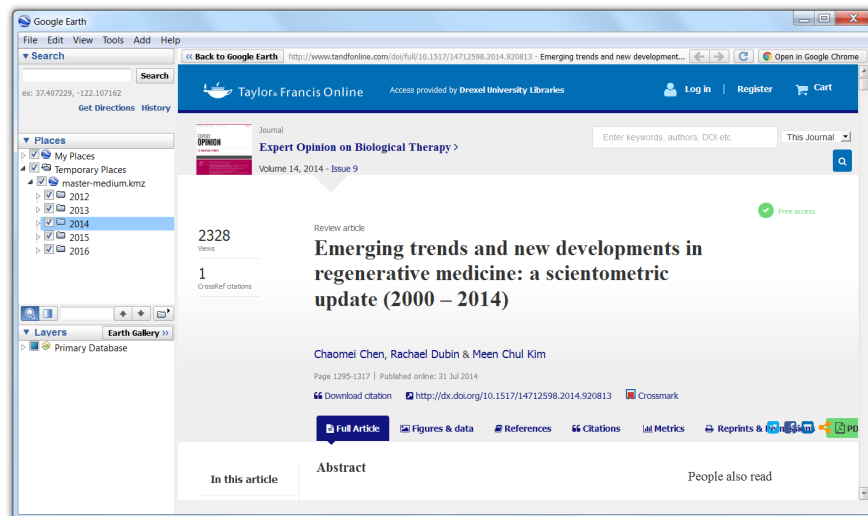 Google Earth
File Edit View Tools Add Help
Search
Search
ex: 37.407229, -122.107162
Get Directions History
Places
My Places
Temporary Places
master-medium.kmz
2012
2013
2014
2015
2016
Layers
Earth Gallery >>
Primary Database
<< Back to Google Earth http://www.tandfonline.com/doi/full/10.1517/14712598.2014.920813 - Emerging trends and new development... Open in Google Chrome
Taylor & Francis Online
Access provided by Drexel University Libraries
Log in | Register Cart
EXPERT
OPINION
Journal
Expert Opinion on Biological Therapy >
Volume 14, 2014 - Issue 9
Enter keywords, authors, DOI etc.
This Journal
Free access
2328
Views
1
CrossRef citations
Review article
Emerging trends and new developments in
regenerative medicine: a scientometric
update (2000 – 2014)
Chaomei Chen, Rachael Dubin & Meen Chul Kim
Page 1295-1317 | Published online: 31 Jul 2014
Download citation http://dx.doi.org/10.1517/14712598.2014.920813 Crossmark
Full Article Figures & data References Citations Metrics Reprints & Permissions PD
In this article
Abstract
People also read